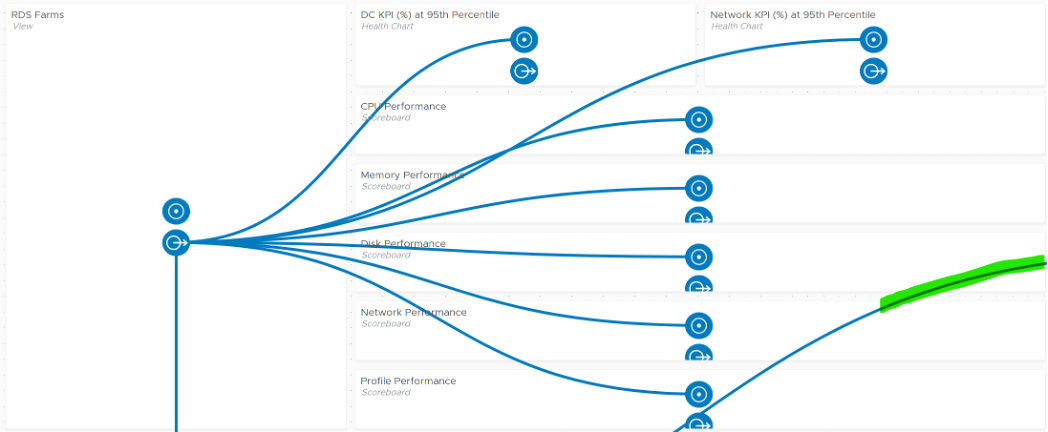 RDS Farms
View
DC KPI (%) at 95th Percentile
Health Chart
Network KPI (%) at 95th Percentile
Health Chart
CPU Performance
Scoreboard
Memory Performance
Scoreboard
Disk Performance
Scoreboard
Network Performance
Scoreboard
Profile Performance
Scoreboard